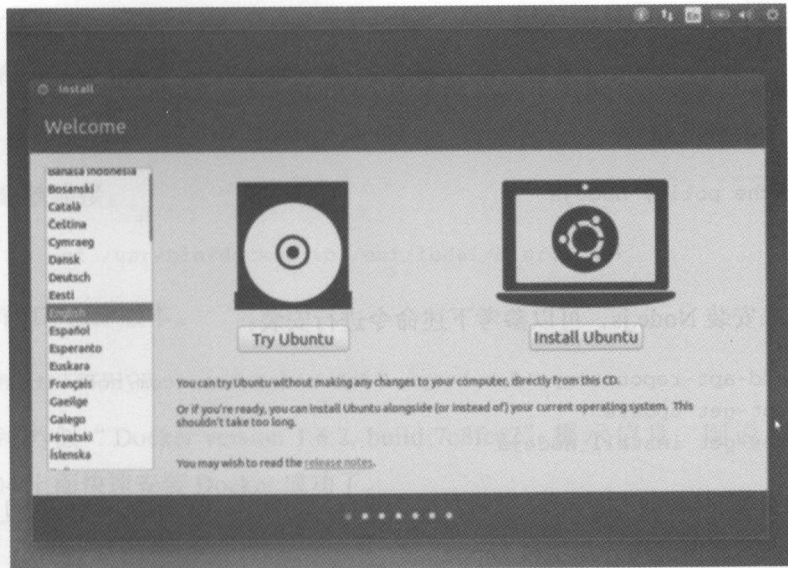 En
Install
Welcome
Bahasa Indonesia
Bosanski
Català
Čeština
Cymraeg
Dansk
Deutsch
Eesti
English
Español
Esperanto
Euskara
Français
Gaeilge
Galego
Hrvatski
Íslenska
Try Ubuntu
Install Ubuntu
You can try Ubuntu without making any changes to your computer, directly from this CD.
Or if you're ready, you can install Ubuntu alongside (or instead of) your current operating system. This
shouldn't take too long.
You may wish to read the release notes.